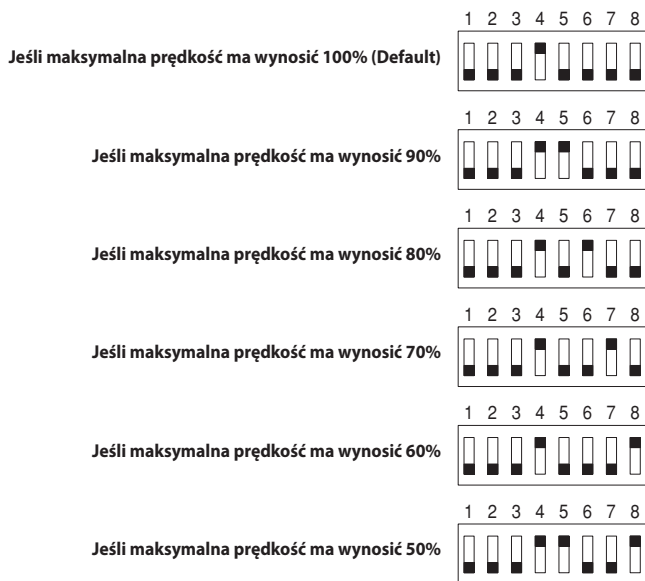 1 2 3 4 5 6 7 8
Jeśli maksymalna prędkość ma wynosić 100% (Default)
1 2 3 4 5 6 7 8
Jeśli maksymalna prędkość ma wynosić 90%
1 2 3 4 5 6 7 8
Jeśli maksymalna prędkość ma wynosić 80%
1 2 3 4 5 6 7 8
Jeśli maksymalna prędkość ma wynosić 70%
1 2 3 4 5 6 7 8
Jeśli maksymalna prędkość ma wynosić 60%
1 2 3 4 5 6 7 8
Jeśli maksymalna prędkość ma wynosić 50%